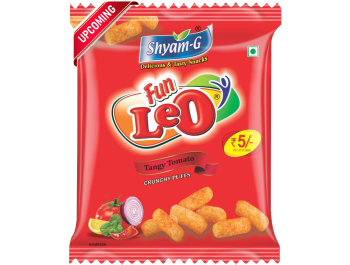 UPCOMING
Shyam-G
Delicious & Tasty Snacks
Fun
LeO®
₹5/-
Tangy Tomato
CRUNCHY PUFFS